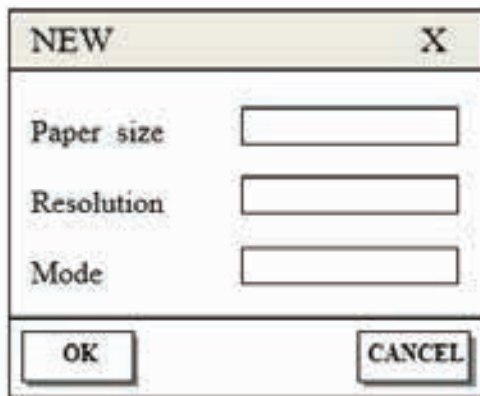 NEW X
Paper size
Resolution
Mode
OK CANCEL